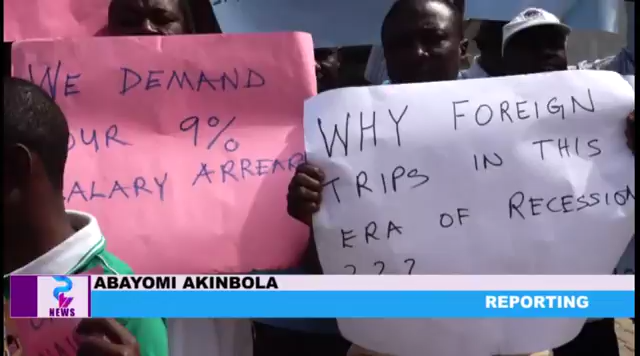 WE DEMAND
OUR 9%
SALARY ARREAR
WHY FOREIGN
TRIPS IN THIS
ERA OF RECESSION
???
ABAYOMI AKINBOLA
REPORTING
NEWS